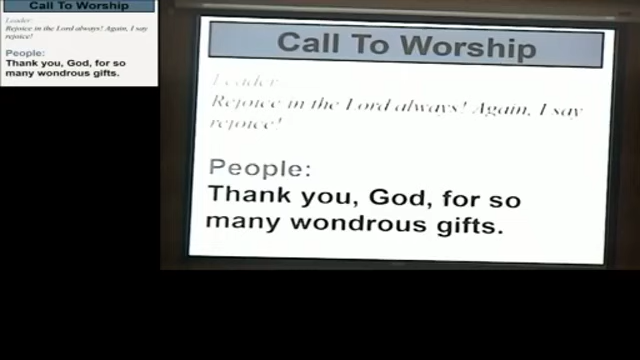 Call To Worship
Leader:
Rejoice in the Lord always! Again, I say
rejoice!
People:
Thank you, God, for so
many wondrous gifts.
Call To Worship
Leader:
Rejoice in the Lord always! Again, I say
rejoice!
People:
Thank you, God, for so
many wondrous gifts.